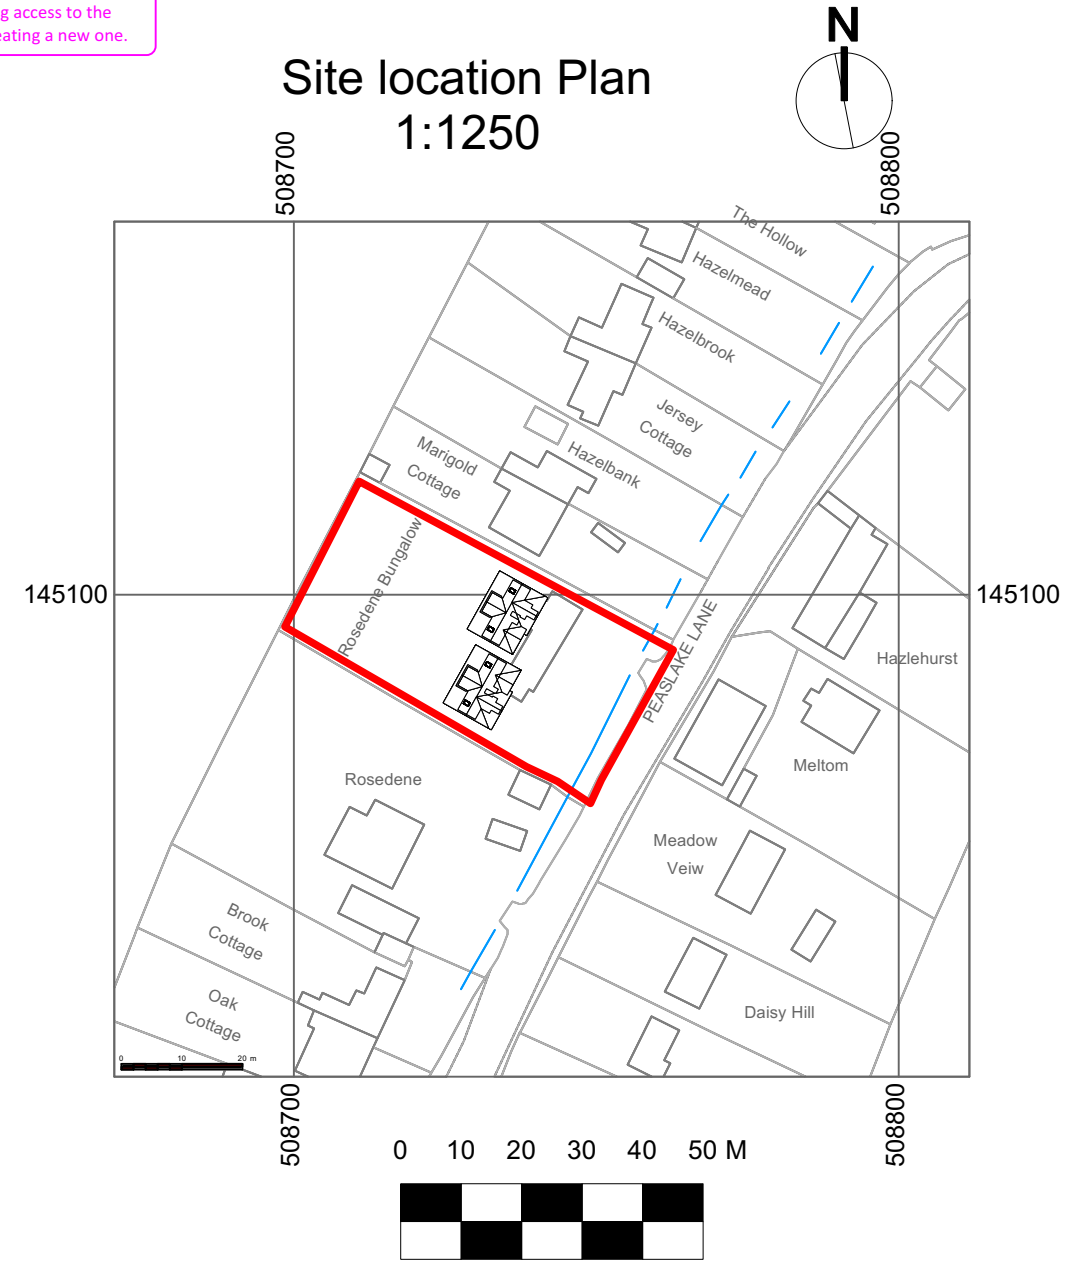 g access to the
eating a new one.
N
Site location Plan
1:1250
508700
508800
The Hollow
Hazelmead
Hazelbrook
Jersey
Cottage
Marigold
Cottage
Hazelbank
Rosedene Bungalow
145100
145100
PEASLAKE LANE
Hazlehurst
Meltom
Rosedene
Meadow
Veiw
Brook
Cottage
Oak
Cottage
Daisy Hill
0 10 20 m
508700
508800
0 10 20 30 40 50 M